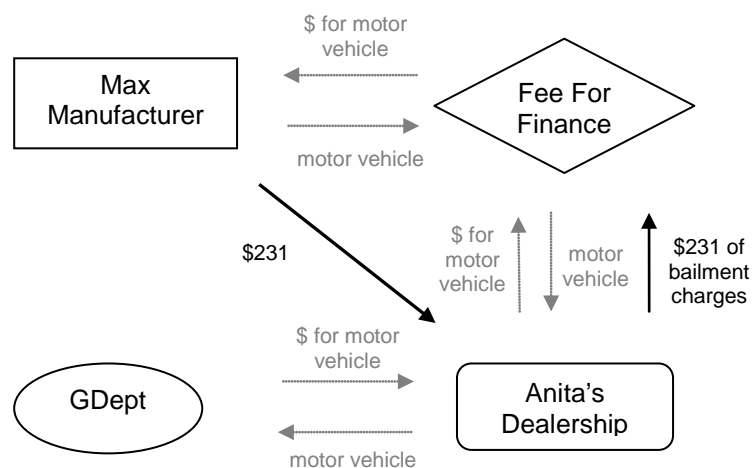 $ for motor
vehicle
Max
Manufacturer
Fee For
Finance
motor vehicle
$231
$ for
motor
vehicle
motor
vehicle
$231 of
bailment
charges
$ for motor
vehicle
GDept
Anita's
Dealership
motor vehicle